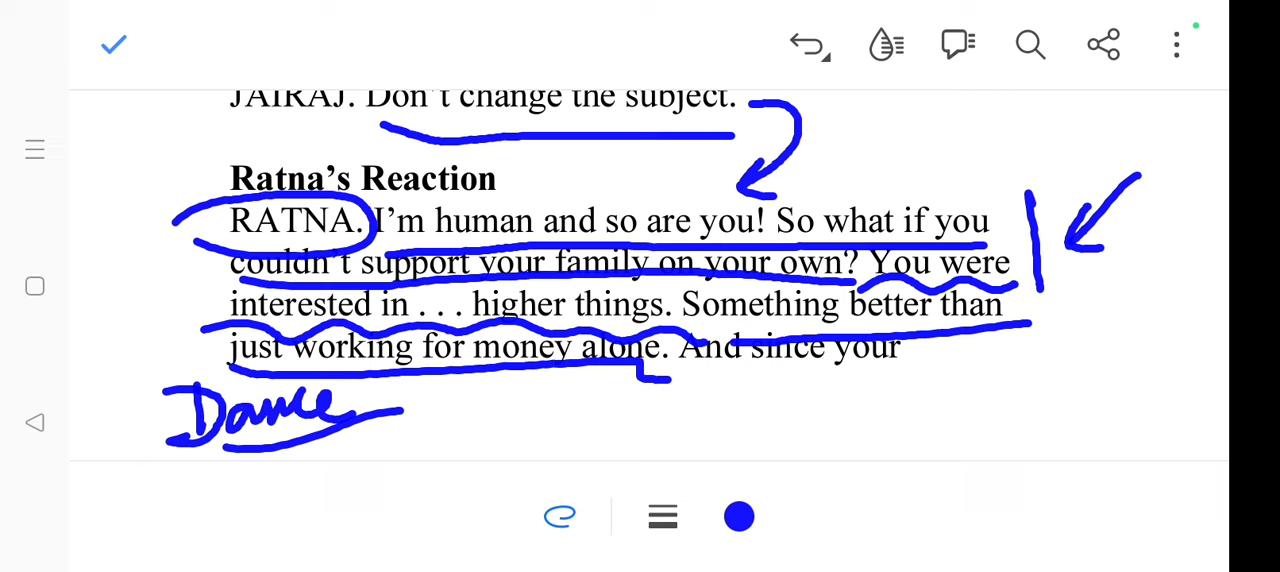 JAIRAJ. Don't change the subject.
Ratna's Reaction
RATNA. I'm human and so are you! So what if you
couldn't support your family on your own? You were
interested in . . . higher things. Something better than
just working for money alone. And since your
Dance